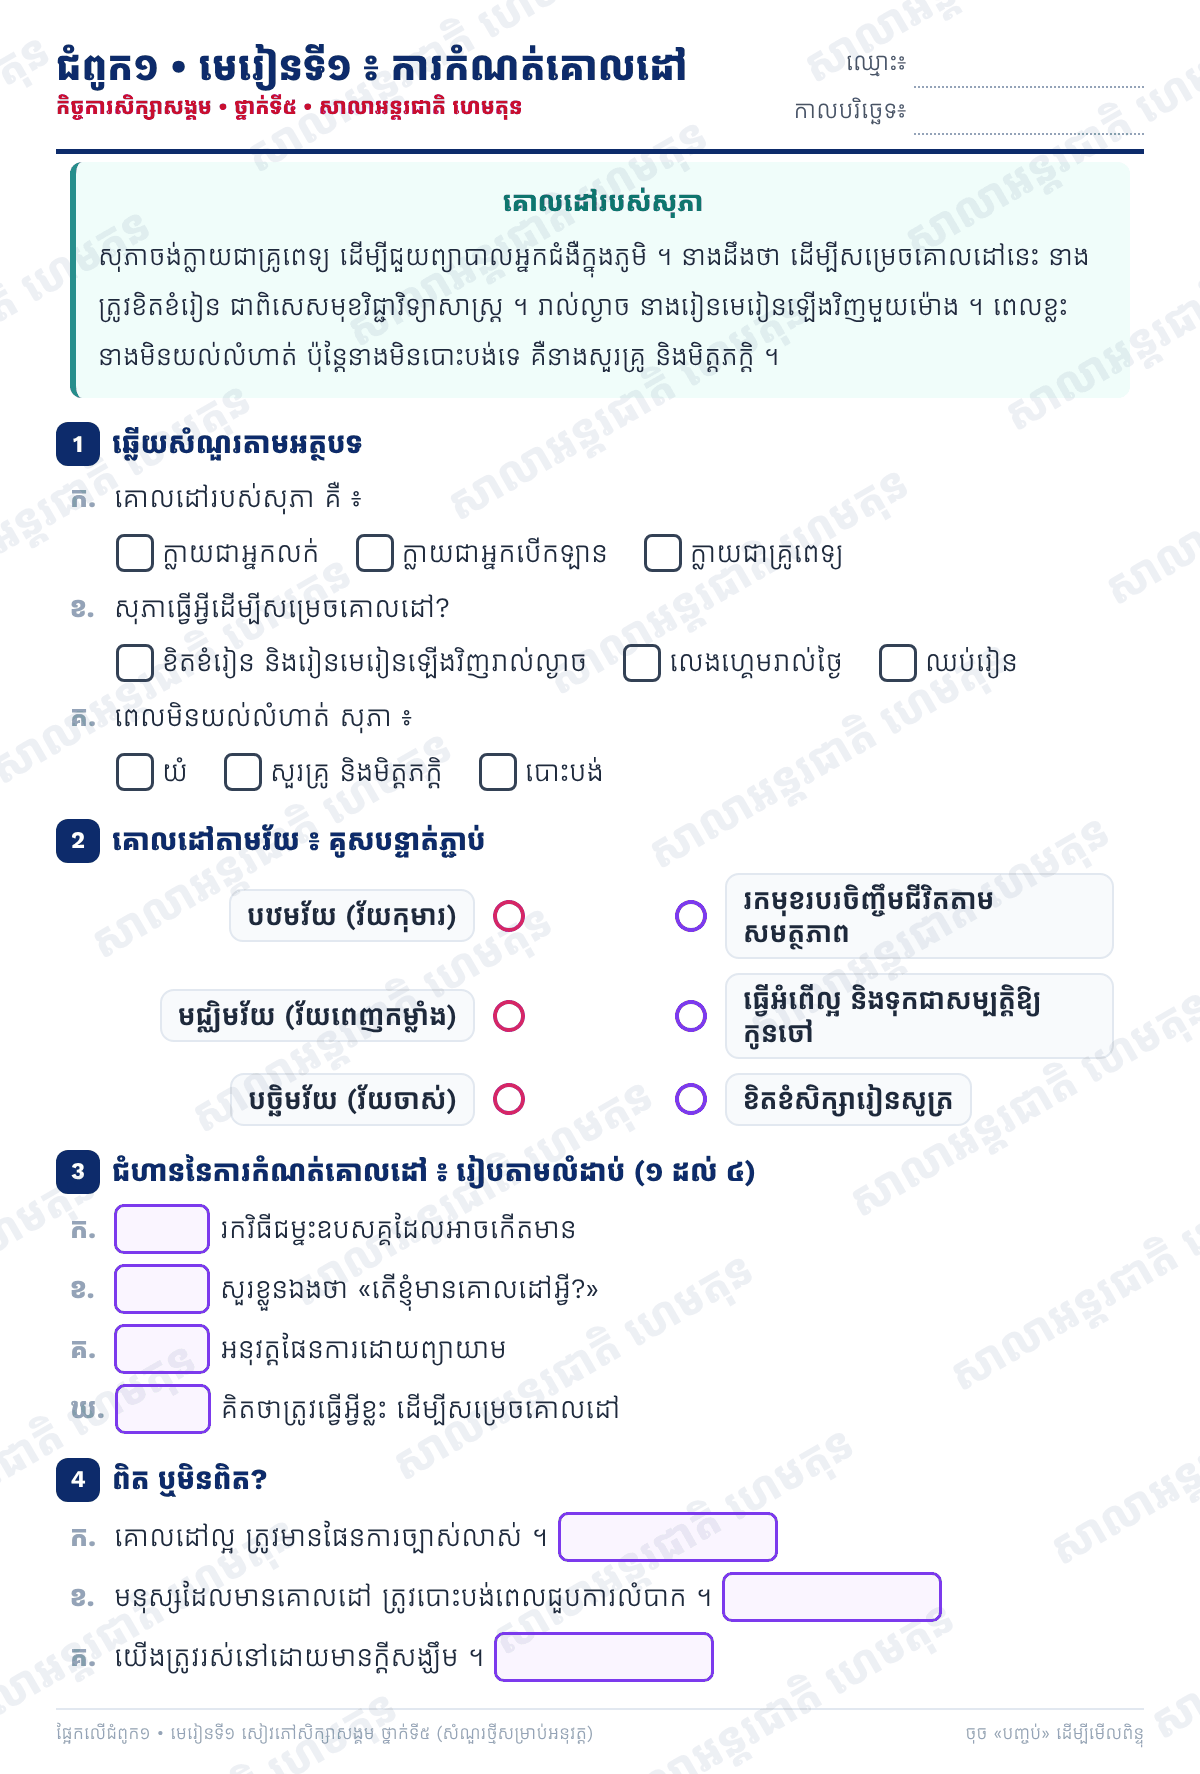 ជំពូក១ • មេរៀនទី១ ៖ ការកំណត់គោលដៅ
កិច្ចការសិក្សាសង្គម • ថ្នាក់ទី៥ • សាលាអន្តរជាតិ ហេមតុន
ឈ្មោះ៖
កាលបរិច្ឆេទ៖
គោលដៅរបស់សុភា
សុភាចង់ក្លាយជាគ្រូពេទ្យ ដើម្បីជួយព្យាបាលអ្នកជំងឺក្នុងភូមិ ។ នាងដឹងថា ដើម្បីសម្រេចគោលដៅនេះ នាង
ត្រូវខិតខំរៀន ជាពិសេសមុខវិជ្ជាវិទ្យាសាស្ត្រ ។ រាល់ល្ងាច នាងរៀនមេរៀនឡើងវិញមួយម៉ោង ។ ពេលខ្លះ
នាងមិនយល់លំហាត់ ប៉ុន្តែនាងមិនបោះបង់ទេ គឺនាងសួរគ្រូ និងមិត្តភក្តិ ។
1 ឆ្លើយសំណួរតាមអត្ថបទ
ក. គោលដៅរបស់សុភា គឺ ៖
ក្លាយជាអ្នកលក់ ក្លាយជាអ្នកបើកឡាន ក្លាយជាគ្រូពេទ្យ
ខ. សុភាធ្វើអ្វីដើម្បីសម្រេចគោលដៅ?
ខិតខំរៀន និងរៀនមេរៀនឡើងវិញរាល់ល្ងាច លេងហ្គេមរាល់ថ្ងៃ ឈប់រៀន
គ. ពេលមិនយល់លំហាត់ សុភា ៖
យំ សួរគ្រូ និងមិត្តភក្តិ បោះបង់
2 គោលដៅតាមវ័យ ៖ គូសបន្ទាត់ភ្ជាប់
បឋមវ័យ (វ័យកុមារ) រកមុខរបរចិញ្ចឹមជីវិតតាម
សមត្ថភាព
មជ្ឈិមវ័យ (វ័យពេញកម្លាំង) ធ្វើអំពើល្អ និងទុកជាសម្បត្តិឱ្យ
កូនចៅ
បច្ឆិមវ័យ (វ័យចាស់) ខិតខំសិក្សារៀនសូត្រ
3 ជំហាននៃការកំណត់គោលដៅ ៖ រៀបតាមលំដាប់ (១ ដល់ ៤)
ក. រកវិធីជម្នះឧបសគ្គដែលអាចកើតមាន
ខ. សួរខ្លួនឯងថា «តើខ្ញុំមានគោលដៅអ្វី?»
គ. អនុវត្តផែនការដោយព្យាយាម
ឃ. គិតថាត្រូវធ្វើអ្វីខ្លះ ដើម្បីសម្រេចគោលដៅ
4 ពិត ឬមិនពិត?
ក. គោលដៅល្អ ត្រូវមានផែនការច្បាស់លាស់ ។
ខ. មនុស្សដែលមានគោលដៅ ត្រូវបោះបង់ពេលជួបការលំបាក ។
គ. យើងត្រូវរស់នៅដោយមានក្តីសង្ឃឹម ។
ផ្អែកលើជំពូក១ • មេរៀនទី១ សៀវភៅសិក្សាសង្គម ថ្នាក់ទី៥ (សំណួរថ្មីសម្រាប់អនុវត្ត)
ចុច «បញ្ចប់» ដើម្បីមើលពិន្ទុ